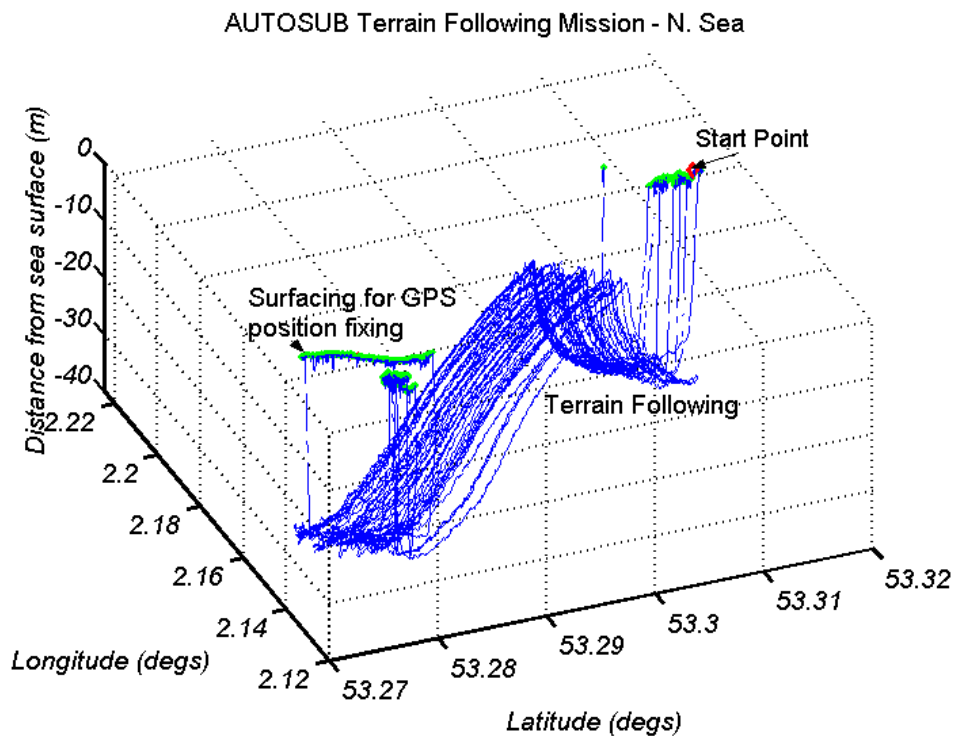 AUTOSUB Terrain Following Mission - N. Sea
Distance from sea surface (m)
0
-10
-20
-30
-40
Start Point
Surfacing for GPS
position fixing
Terrain Following
2.22
2.2
2.18
2.16
2.14
2.12
Longitude (degs)
53.27
53.28
53.29
53.3
53.31
53.32
Latitude (degs)